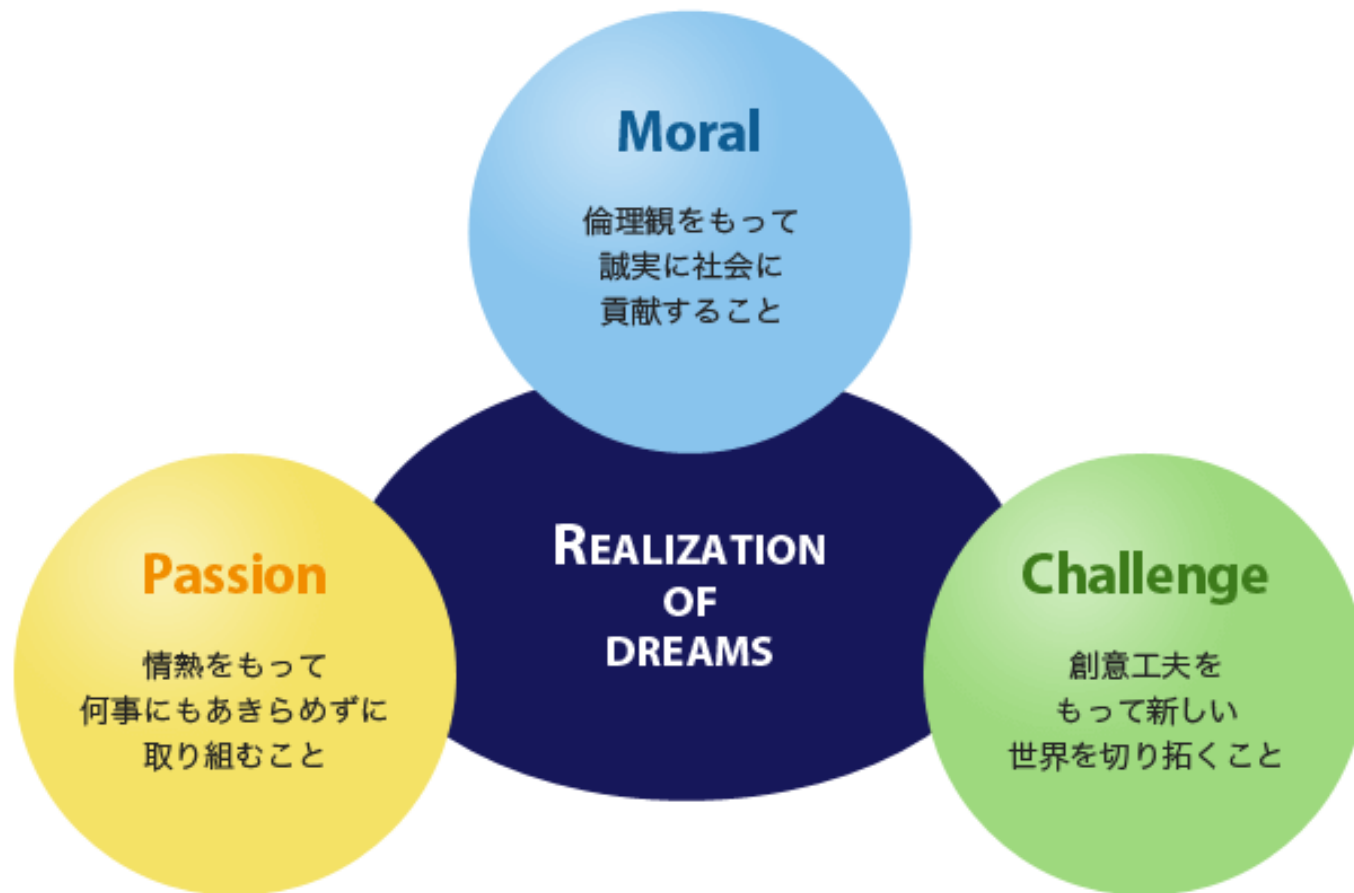 Moral
倫理観をもって
誠実に社会に
貢献すること
REALIZATION
OF
DREAMS
Passion
情熱をもって
何事にもあきらめずに
取り組むこと
Challenge
創意工夫を
もって新しい
世界を切り拓くこと